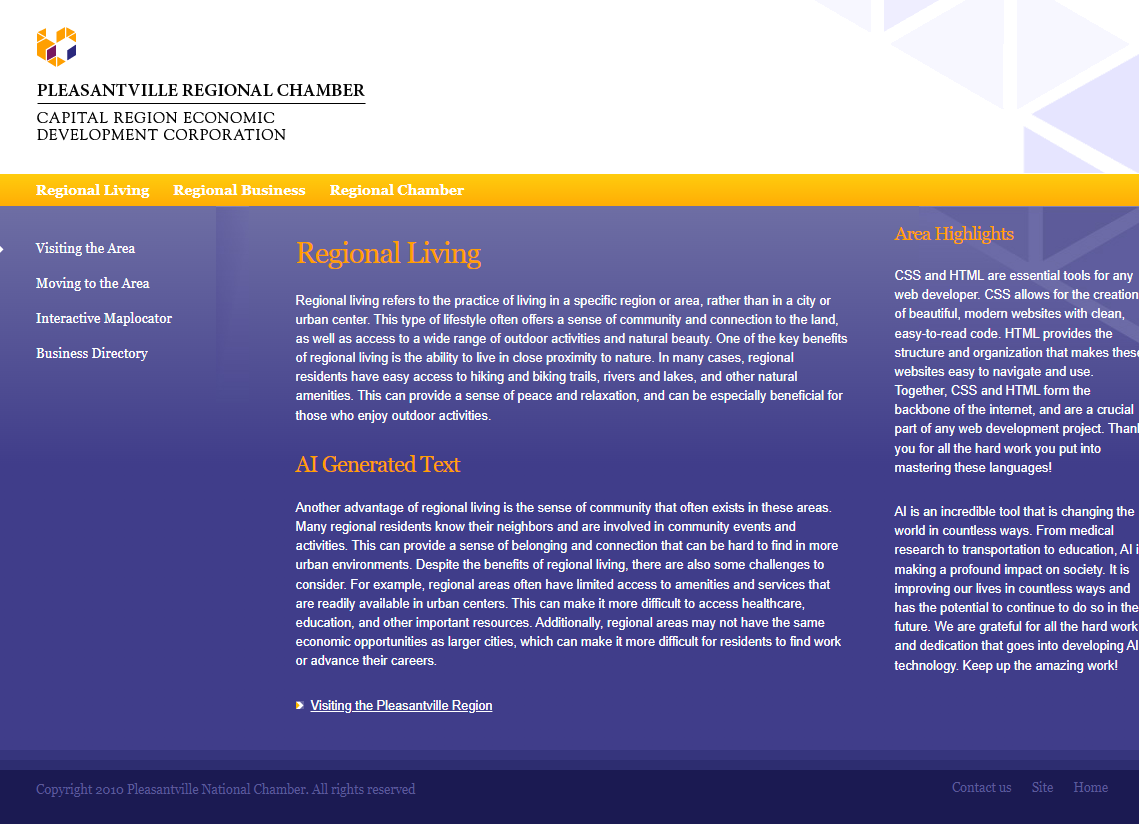 PLEASANTVILLE REGIONAL CHAMBER
CAPITAL REGION ECONOMIC
DEVELOPMENT CORPORATION
Regional Living Regional Business Regional Chamber
Visiting the Area
Moving to the Area
Interactive Maplocator
Business Directory
Regional Living
Regional living refers to the practice of living in a specific region or area, rather than in a city or
urban center. This type of lifestyle often offers a sense of community and connection to the land,
as well as access to a wide range of outdoor activities and natural beauty. One of the key benefits
of regional living is the ability to live in close proximity to nature. In many cases, regional
residents have easy access to hiking and biking trails, rivers and lakes, and other natural
amenities. This can provide a sense of peace and relaxation, and can be especially beneficial for
those who enjoy outdoor activities.
AI Generated Text
Another advantage of regional living is the sense of community that often exists in these areas.
Many regional residents know their neighbors and are involved in community events and
activities. This can provide a sense of belonging and connection that can be hard to find in more
urban environments. Despite the benefits of regional living, there are also some challenges to
consider. For example, regional areas often have limited access to amenities and services that
are readily available in urban centers. This can make it more difficult to access healthcare,
education, and other important resources. Additionally, regional areas may not have the same
economic opportunities as larger cities, which can make it more difficult for residents to find work
or advance their careers.
Visiting the Pleasantville Region
Area Highlights
CSS and HTML are essential tools for any
web developer. CSS allows for the creation
of beautiful, modern websites with clean,
easy-to-read code. HTML provides the
structure and organization that makes these
websites easy to navigate and use.
Together, CSS and HTML form the
backbone of the internet, and are a crucial
part of any web development project. Thank
you for all the hard work you put into
mastering these languages!
AI is an incredible tool that is changing the
world in countless ways. From medical
research to transportation to education, AI i
making a profound impact on society. It is
improving our lives in countless ways and
has the potential to continue to do so in the
future. We are grateful for all the hard work
and dedication that goes into developing AI
technology. Keep up the amazing work!
Copyright 2010 Pleasantville National Chamber. All rights reserved
Contact us Site Home